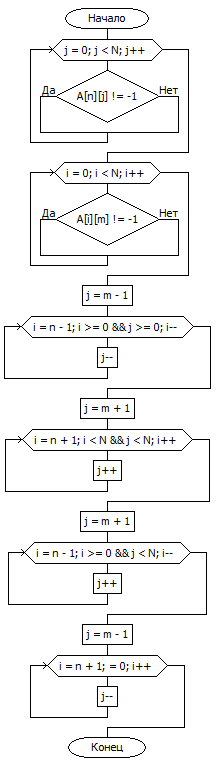 Начало
j = 0; j < N; j++
Да
Нет
A[n][j] != -1
i = 0; i < N; i++
Да
Нет
A[i][m] != -1
j = m - 1
i = n - 1; i >= 0 && j >= 0; i--
j--
j = m + 1
i = n + 1; i < N && j < N; i++
j++
j = m + 1
i = n - 1; i >= 0 && j < N; i--
j++
j = m - 1
i = n + 1; = 0; i++
j--
Конец